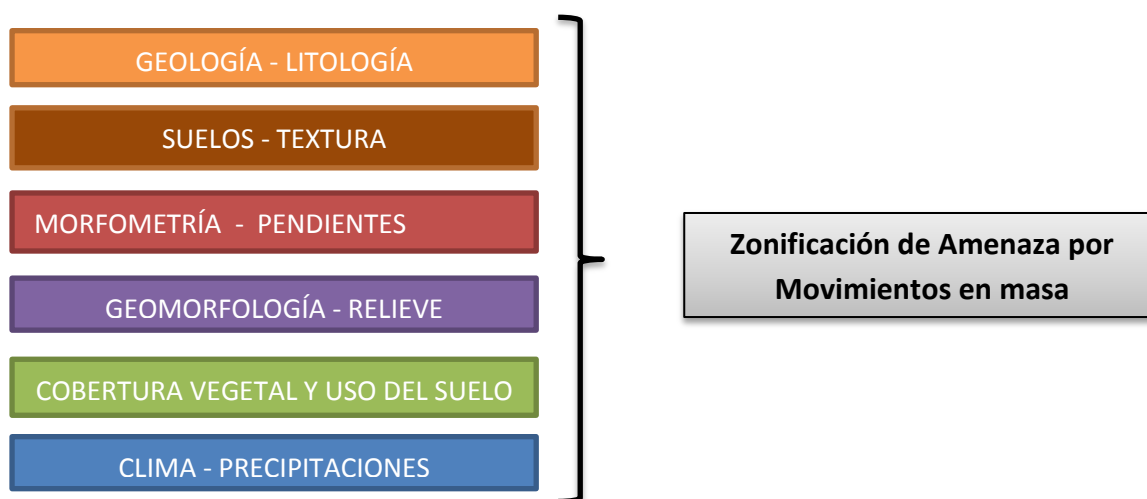 GEOLOGÍA - LITOLOGÍA
SUELOS - TEXTURA
MORFOMETRÍA - PENDIENTES
GEOMORFOLOGÍA - RELIEVE
COBERTURA VEGETAL Y USO DEL SUELO
CLIMA - PRECIPITACIONES
Zonificación de Amenaza por
Movimientos en masa